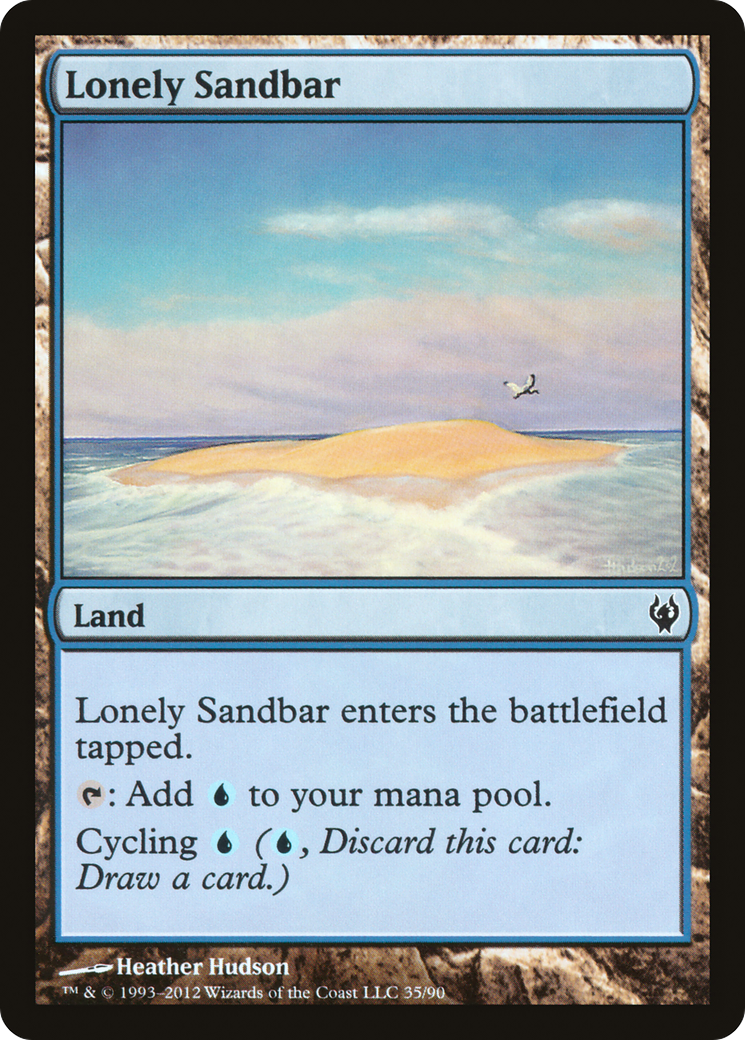 Lonely Sandbar
Land
Lonely Sandbar enters the battlefield
tapped.
: Add to your mana pool.
Cycling (, Discard this card:
Draw a card.)
Heather Hudson
™ & © 1993–2012 Wizards of the Coast LLC 35/90